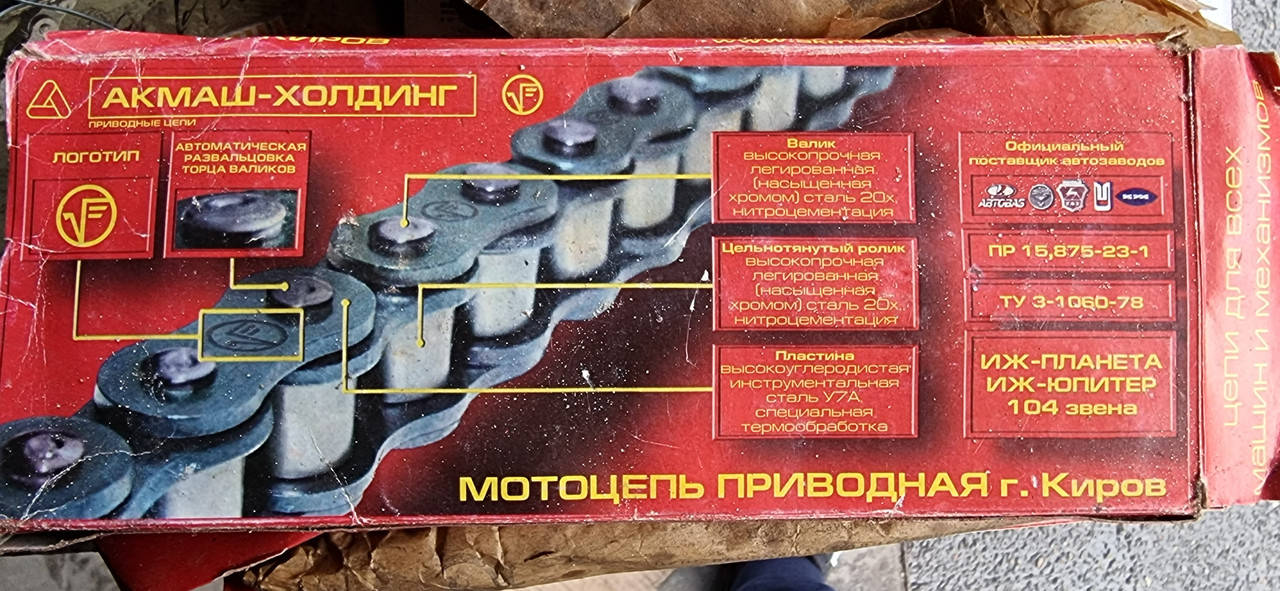 АКМАШ-ХОЛДИНГ
ПРИВОДНЫЕ ЦЕПИ
ЛОГОТИП
АВТОМАТИЧЕСКАЯ
РАЗВАЛЬЦОВКА
ТОРЦА ВАЛИКОВ
Валик
высокопрочная
легированная
(насыщенная
хромом) сталь 20х,
нитроцементация
Цельнотянутый ролик
высокопрочная
легированная
(насыщенная
хромом) сталь 20х,
нитроцементация
Пластина
высокоуглеродистая
инструментальная
сталь У7А,
специальная
термообработка
Официальный
поставщик автозаводов
АВТОВАЗ
ПР 15,875-23-1
ТУ 3-1060-78
ИЖ-ПЛАНЕТА
ИЖ-ЮПИТЕР
104 звена
МОТОЦЕПЬ ПРИВОДНАЯ г. Киров
ЦЕПИ ДЛЯ ВСЕХ
МАШИН И МЕХАНИЗМОВ